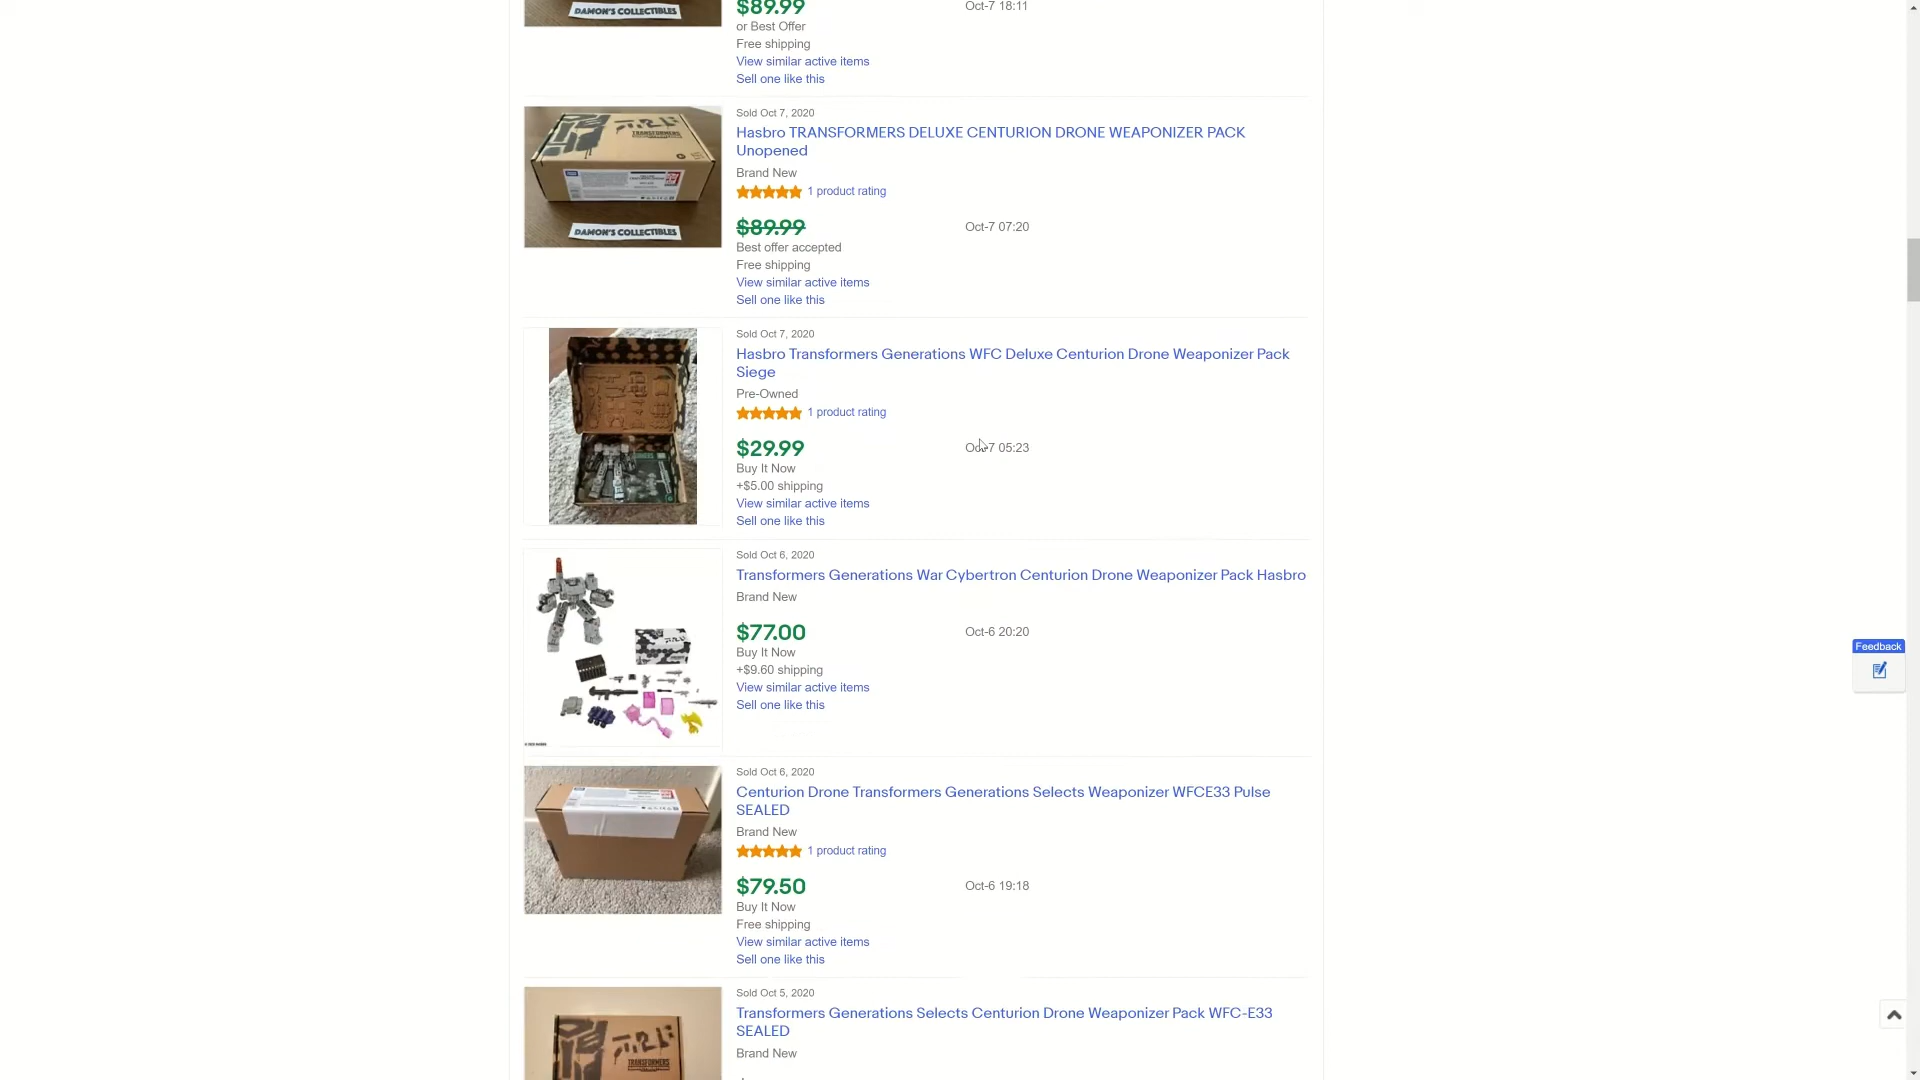 $89.99
Oct-7 18:11
DAMON'S COLLECTIBLES
or Best Offer
Free shipping
View similar active items
Sell one like this
Sold Oct 7, 2020
Hasbro TRANSFORMERS DELUXE CENTURION DRONE WEAPONIZER PACK
Unopened
Brand New
1 product rating
$89.99
Oct-7 07:20
Best offer accepted
Free shipping
View similar active items
Sell one like this
TRANSFORMERS
DAMON'S COLLECTIBLES
Sold Oct 7, 2020
Hasbro Transformers Generations WFC Deluxe Centurion Drone Weaponizer Pack
Siege
Pre-Owned
1 product rating
$29.99
Oct-7 05:23
Buy It Now
+$5.00 shipping
View similar active items
Sell one like this
Sold Oct 6, 2020
Transformers Generations War Cybertron Centurion Drone Weaponizer Pack Hasbro
Brand New
$77.00
Oct-6 20:20
Buy It Now
+$9.60 shipping
View similar active items
Sell one like this
Feedback
Sold Oct 6, 2020
Centurion Drone Transformers Generations Selects Weaponizer WFCE33 Pulse
SEALED
Brand New
1 product rating
$79.50
Oct-6 19:18
Buy It Now
Free shipping
View similar active items
Sell one like this
Sold Oct 5, 2020
Transformers Generations Selects Centurion Drone Weaponizer Pack WFC-E33
SEALED
Brand New
TRANSFORMERS